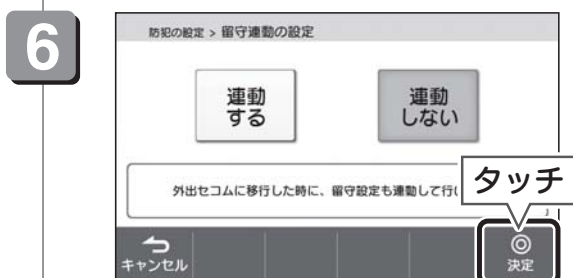 6
防犯の設定 > 留守連動の設定
連動
する
連動
しない
外出セコムに移行した時に、留守設定も連動して行い
タッチ
キャンセル
◎
決定